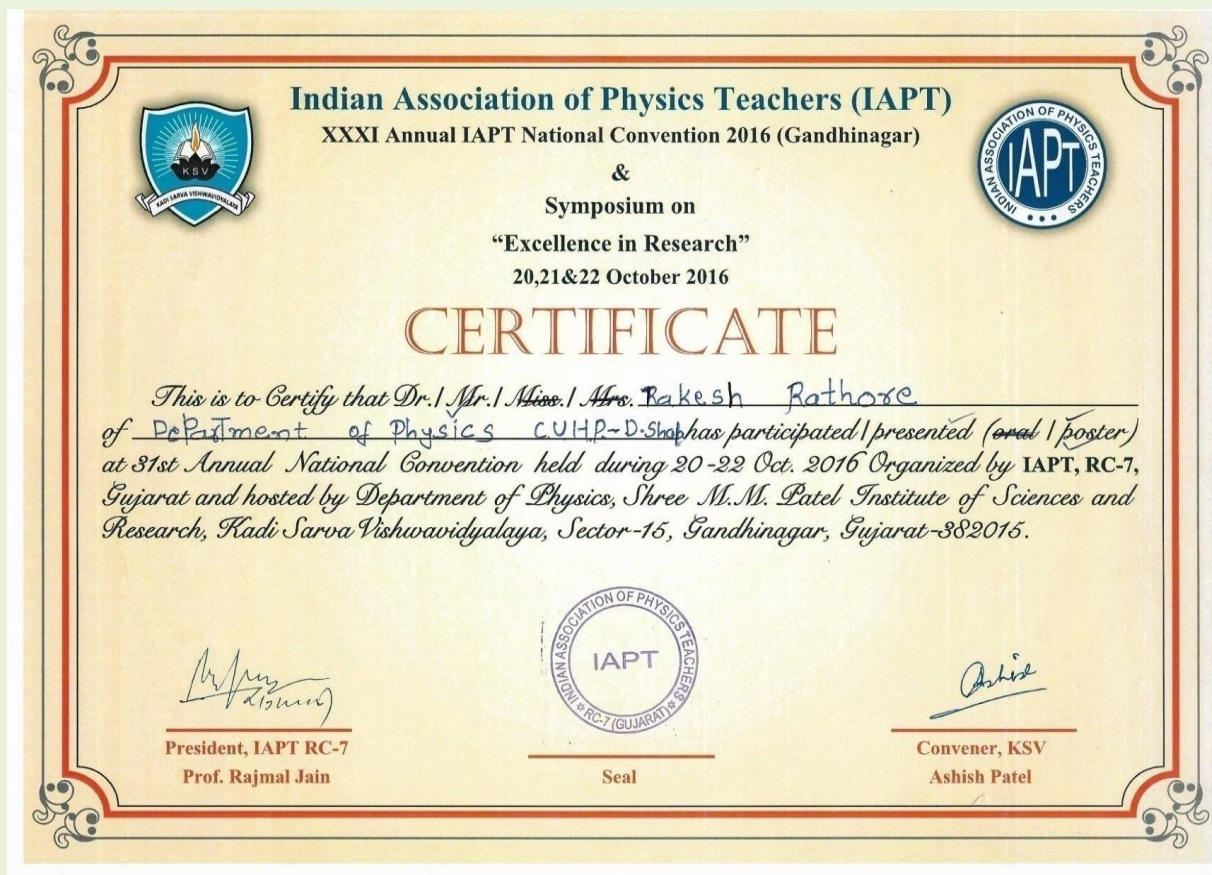 Indian Association of Physics Teachers (IAPT)
XXXI Annual IAPT National Convention 2016 (Gandhinagar)
&
Symposium on
“Excellence in Research”
20,21&22 October 2016
KSV
KADI SARVA VISHWAVIDYALAYA
INDIAN ASSOCIATION OF PHYSICS TEACHERS
IAPT
CERTIFICATE
This is to Certify that Dr./ Mr./ Miss./ Mrs. Rakesh Rathore
of DePaRTment of Physics CUHP-D.Shala has participated / presented (oral / poster)
at 31st Annual National Convention held during 20-22 Oct. 2016 Organized by IAPT, RC-7,
Gujarat and hosted by Department of Physics, Shree M.M. Patel Institute of Sciences and
Research, Kadi Sarva Vishwavidyalaya, Sector-15, Gandhinagar, Gujarat-382015.
INDIAN ASSOCIATION OF PHYSICS TEACHERS
IAPT
* RC-7 (GUJARAT) *
Ashish
President, IAPT RC-7
Prof. Rajmal Jain
Seal
Convener, KSV
Ashish Patel